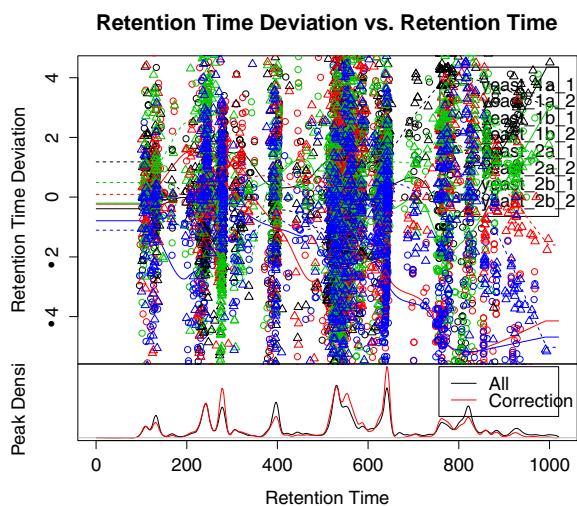 Retention Time Deviation vs. Retention Time
Retention Time Deviation
4
2
0
•2
•4
yeast_1a_1
yeast_1a_2
yeast_1b_1
yeast_1b_2
yeast_2a_1
yeast_2a_2
yeast_2b_1
yeast_2b_2
Peak Densi
All
Correction
0 200 400 600 800 1000
Retention Time